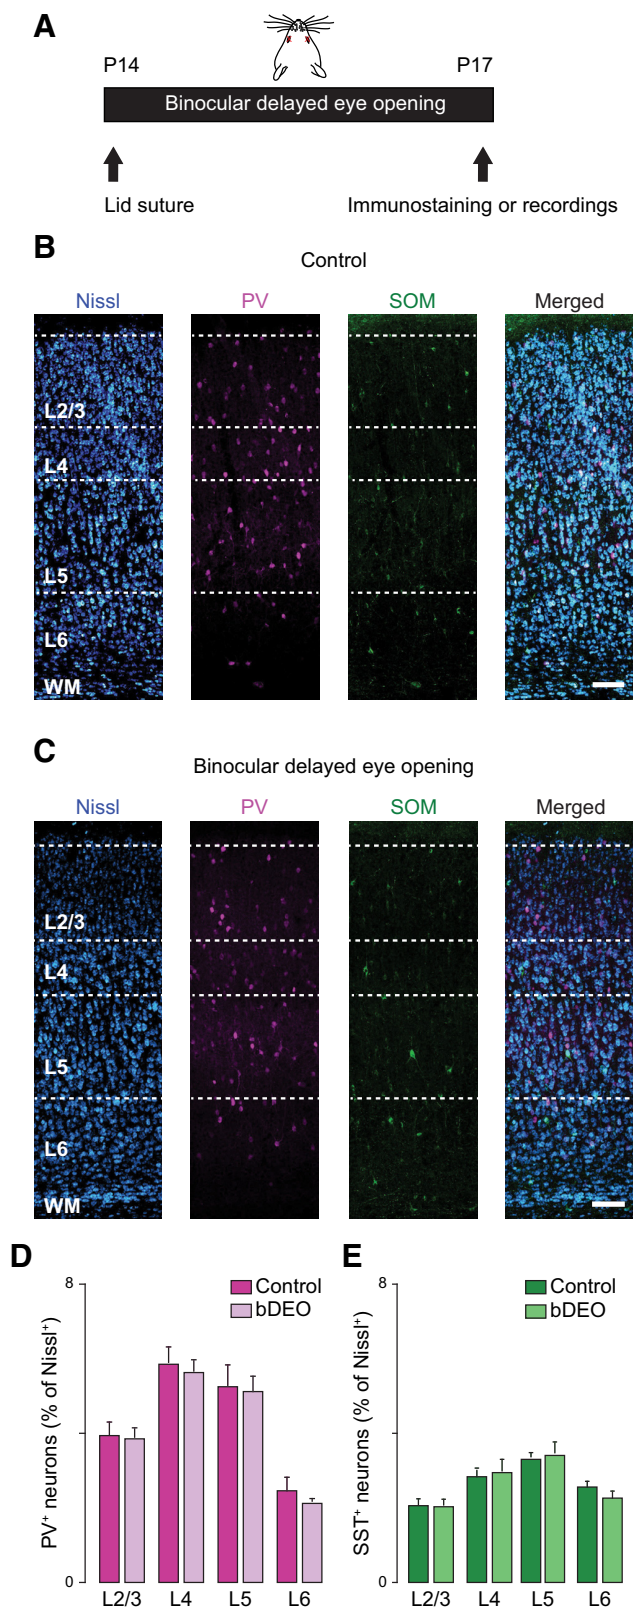 A
P14
P17
Binocular delayed eye opening
Lid suture
Immunostaining or recordings
B
Control
Nissl
PV
SOM
Merged
L2/3
L4
L5
L6
WM
C
Binocular delayed eye opening
Nissl
PV
SOM
Merged
L2/3
L4
L5
L6
WM
D
8
0
PV⁺ neurons (% of Nissl⁺)
Control
bDEO
L2/3
L4
L5
L6
E
8
0
SST⁺ neurons (% of Nissl⁺)
Control
bDEO
L2/3
L4
L5
L6